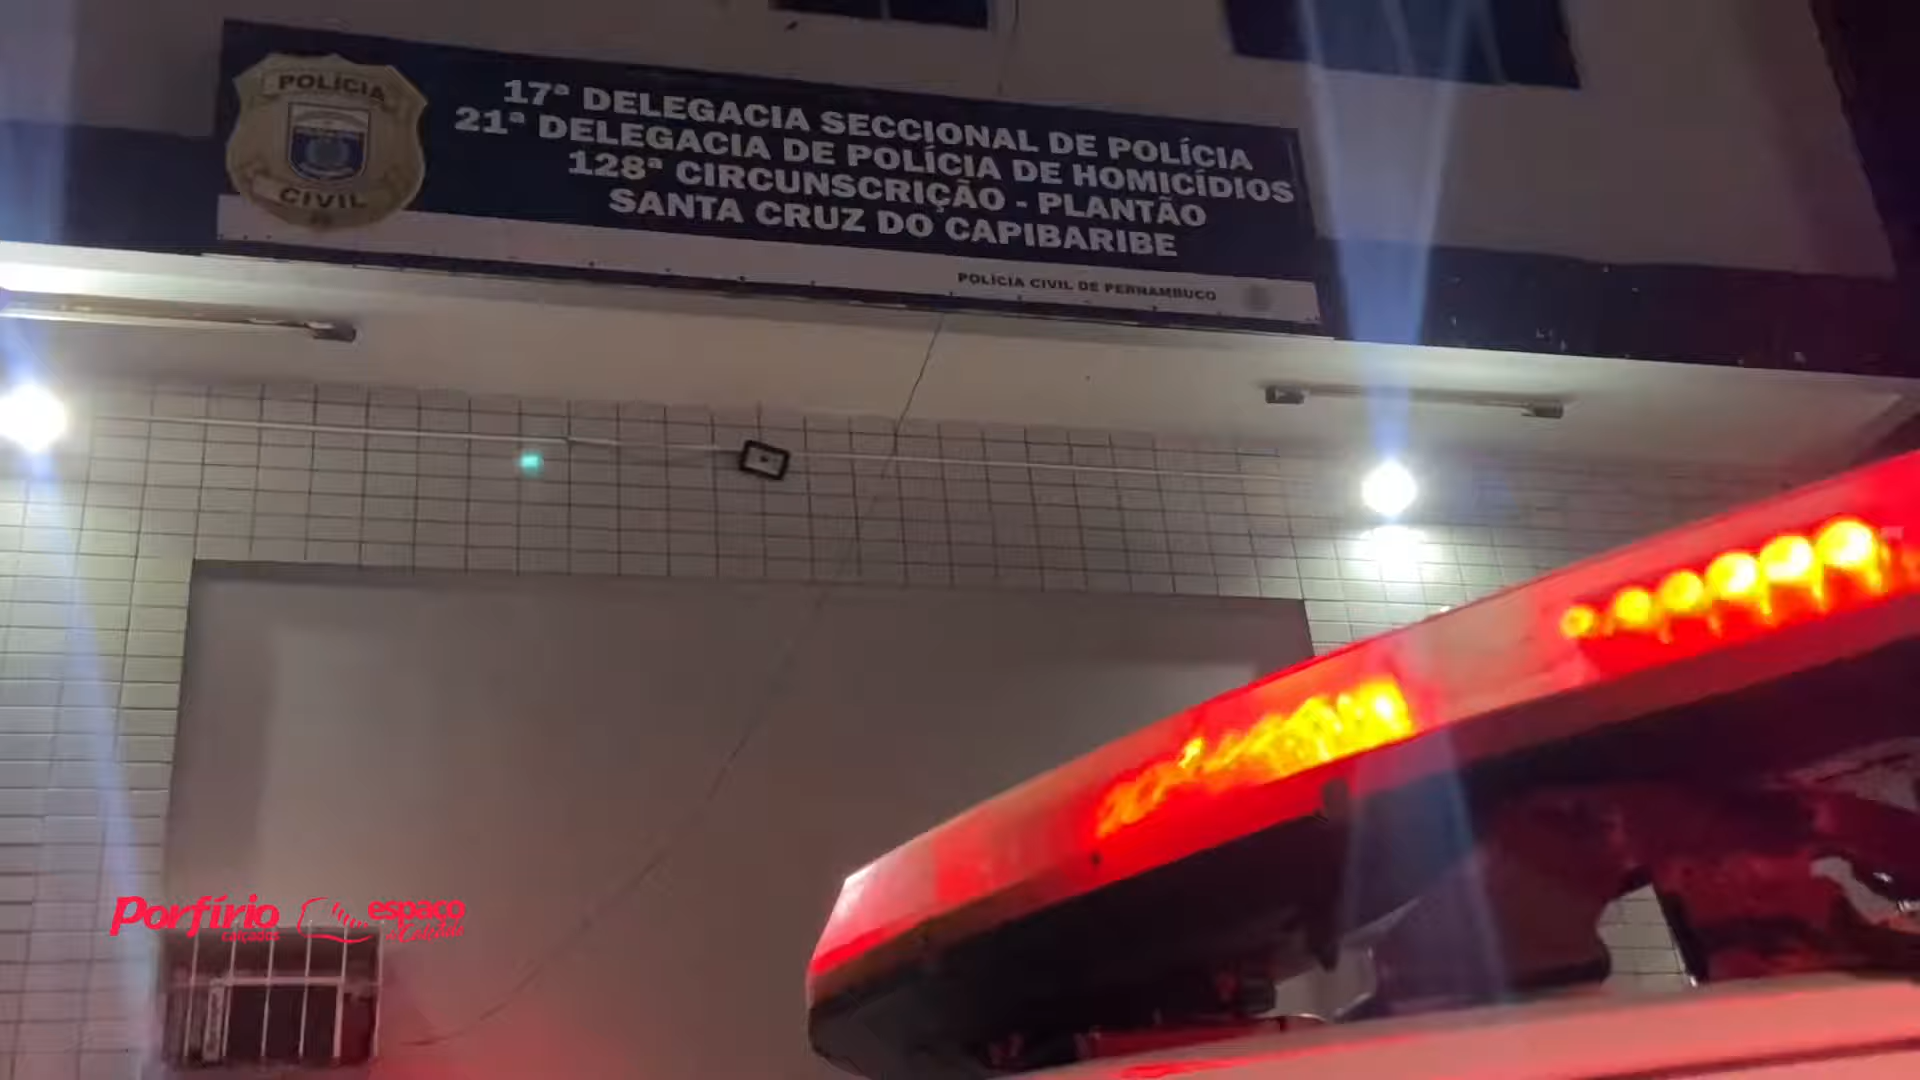 POLÍCIA
CIVIL
17ª DELEGACIA SECCIONAL DE POLÍCIA
21ª DELEGACIA DE POLÍCIA DE HOMICÍDIOS
128ª CIRCUNSCRIÇÃO - PLANTÃO
SANTA CRUZ DO CAPIBARIBE
POLÍCIA CIVIL DE PERNAMBUCO
Porfírio
calçados
espaço